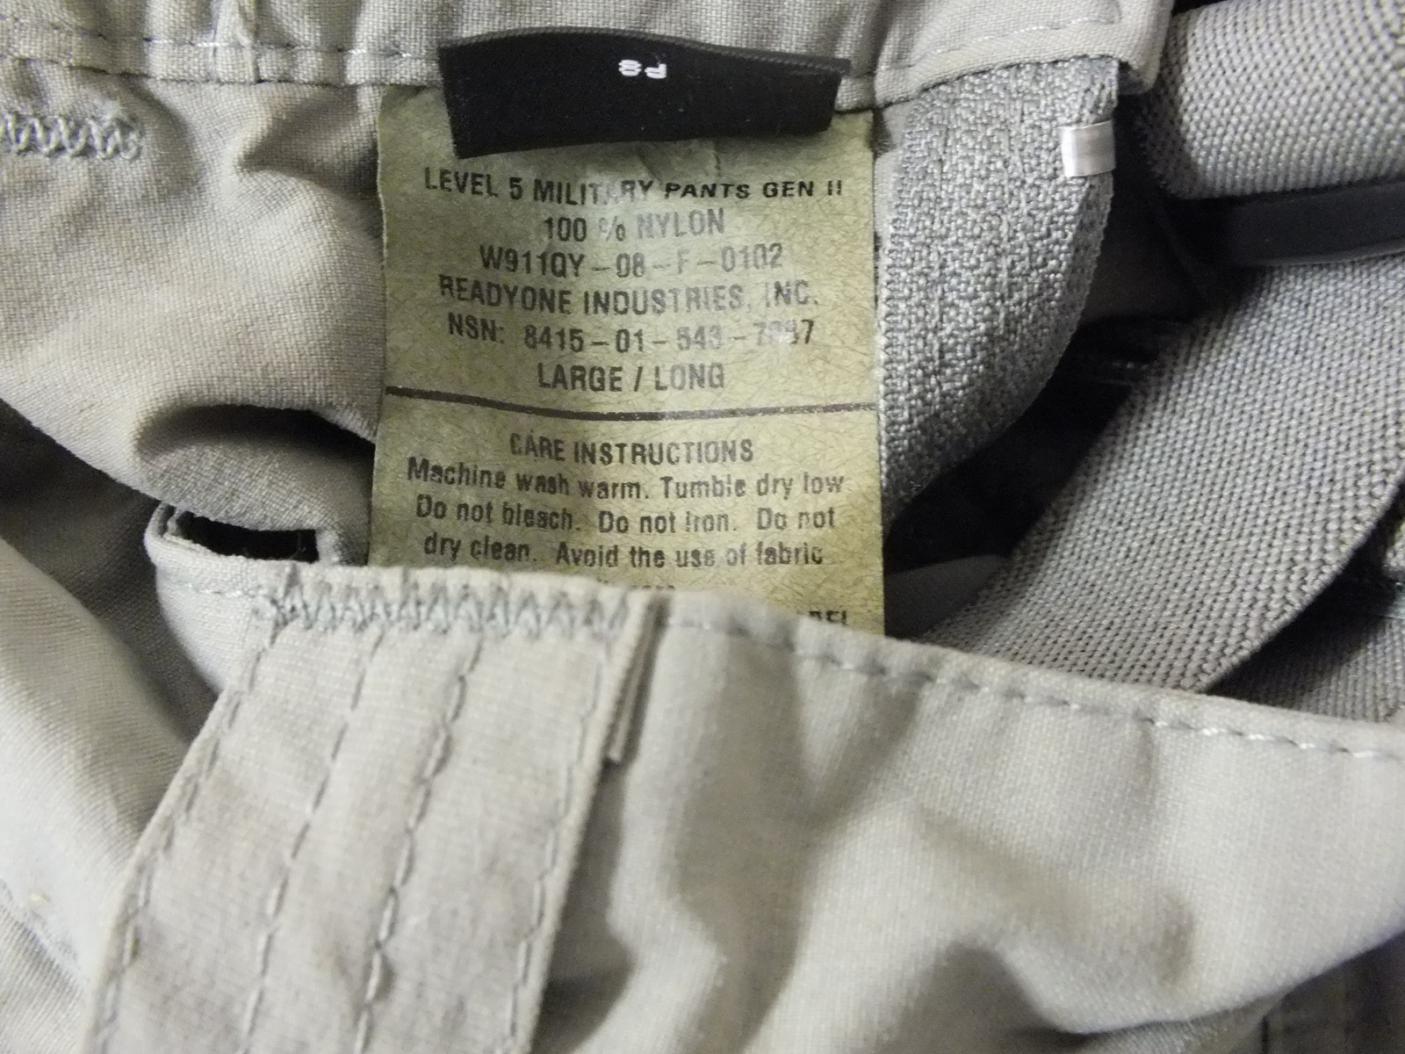 F8
LEVEL 5 MILITARY PANTS GEN II
100 % NYLON
W911QY-08-F-0102
READYONE INDUSTRIES, INC.
NSN: 8415-01-543-
LARGE / LONG
CARE INSTRUCTIONS
Machine wash warm. Tumble dry low
Do not bleach. Do not iron. Do not
dry clean. Avoid the use of fabric